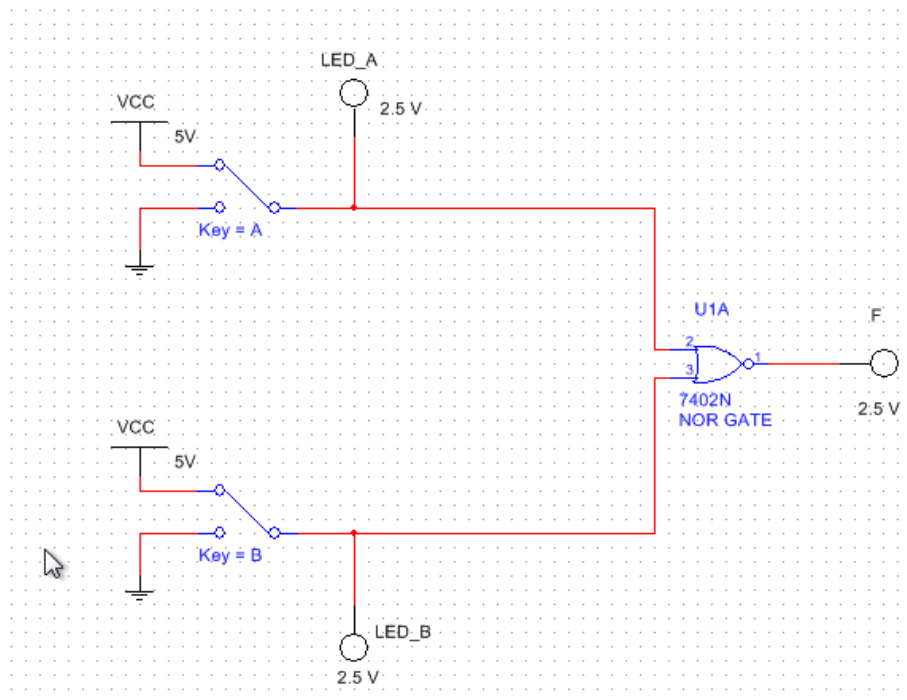 LED_A
2.5 V
VCC
5V
Key = A
U1A
F
2
3
1
7402N
NOR GATE
2.5 V
VCC
5V
Key = B
LED_B
2.5 V